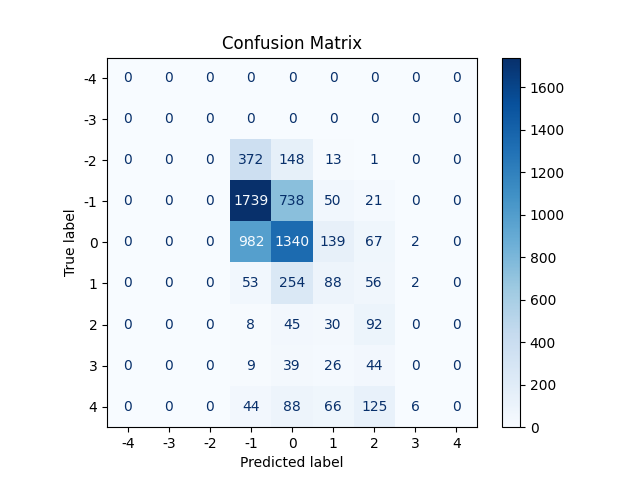 Confusion Matrix
-4 0 0 0 0 0 0 0 0 0
-3 0 0 0 0 0 0 0 0 0
-2 0 0 0 372 148 13 1 0 0
-1 0 0 0 1739 738 50 21 0 0
0 0 0 0 982 1340 139 67 2 0
1 0 0 0 53 254 88 56 2 0
2 0 0 0 8 45 30 92 0 0
3 0 0 0 9 39 26 44 0 0
4 0 0 0 44 88 66 125 6 0
-4 -3 -2 -1 0 1 2 3 4
Predicted label
True label
1600
1400
1200
1000
800
600
400
200
0